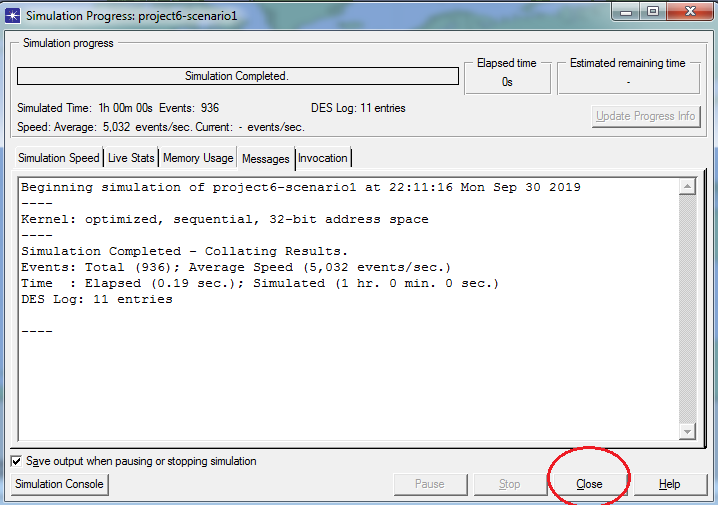 Simulation Progress: project6-scenario1
Simulation progress
Simulation Completed.
Elapsed time
0s
Estimated remaining time
-
Simulated Time: 1h 00m 00s Events: 936 DES Log: 11 entries
Speed: Average: 5,032 events/sec. Current: - events/sec.
Update Progress Info
Simulation Speed Live Stats Memory Usage Messages Invocation
Beginning simulation of project6-scenario1 at 22:11:16 Mon Sep 30 2019
----
Kernel: optimized, sequential, 32-bit address space
----
Simulation Completed - Collating Results.
Events: Total (936); Average Speed (5,032 events/sec.)
Time : Elapsed (0.19 sec.); Simulated (1 hr. 0 min. 0 sec.)
DES Log: 11 entries
----
Save output when pausing or stopping simulation
Simulation Console Pause Stop Close Help